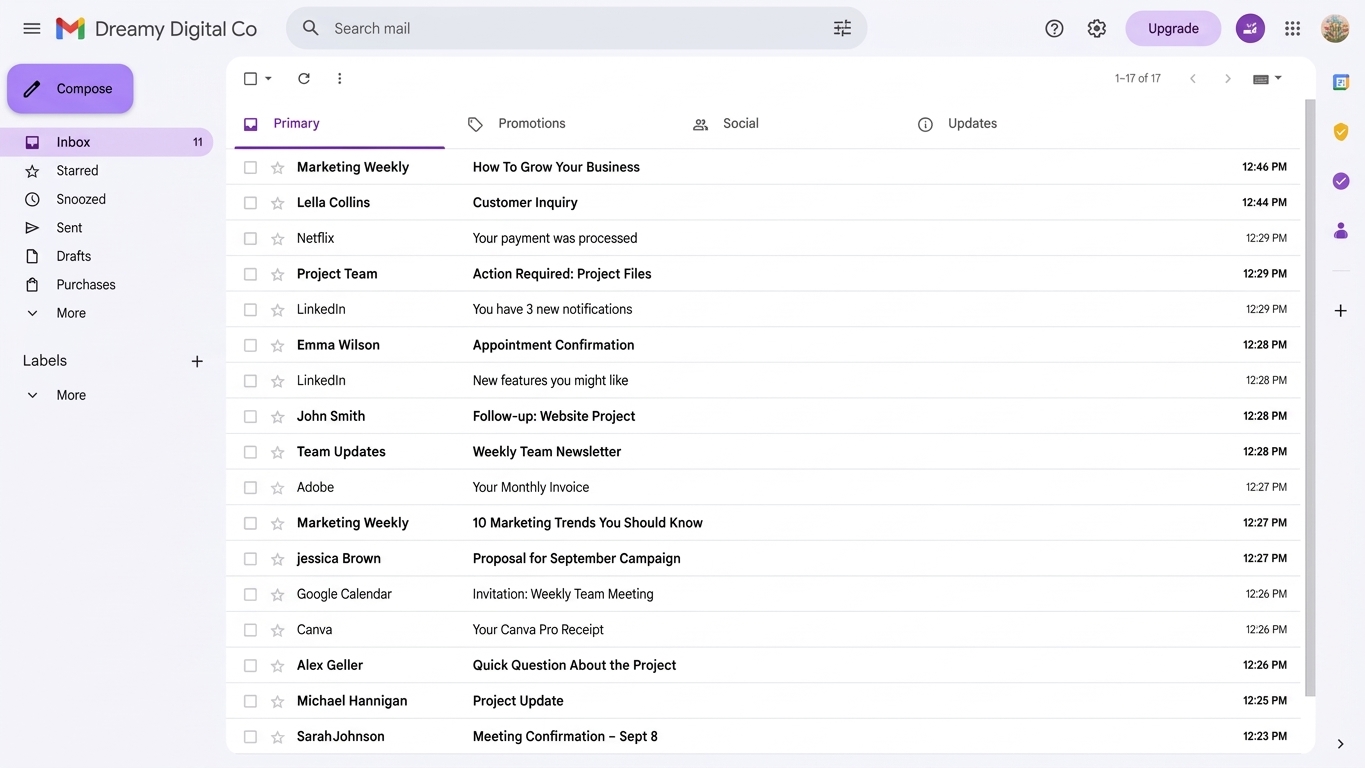 Dreamy Digital Co
Search mail
Upgrade
Compose
1–17 of 17
Primary
Promotions
Social
Updates
Inbox 11
Starred
Snoozed
Sent
Drafts
Purchases
More
Labels
More
Marketing Weekly How To Grow Your Business 12:46 PM
Lella Collins Customer Inquiry 12:44 PM
Netflix Your payment was processed 12:29 PM
Project Team Action Required: Project Files 12:29 PM
LinkedIn You have 3 new notifications 12:29 PM
Emma Wilson Appointment Confirmation 12:28 PM
LinkedIn New features you might like 12:28 PM
John Smith Follow-up: Website Project 12:28 PM
Team Updates Weekly Team Newsletter 12:28 PM
Adobe Your Monthly Invoice 12:27 PM
Marketing Weekly 10 Marketing Trends You Should Know 12:27 PM
jessica Brown Proposal for September Campaign 12:27 PM
Google Calendar Invitation: Weekly Team Meeting 12:26 PM
Canva Your Canva Pro Receipt 12:26 PM
Alex Geller Quick Question About the Project 12:26 PM
Michael Hannigan Project Update 12:25 PM
SarahJohnson Meeting Confirmation – Sept 8 12:23 PM